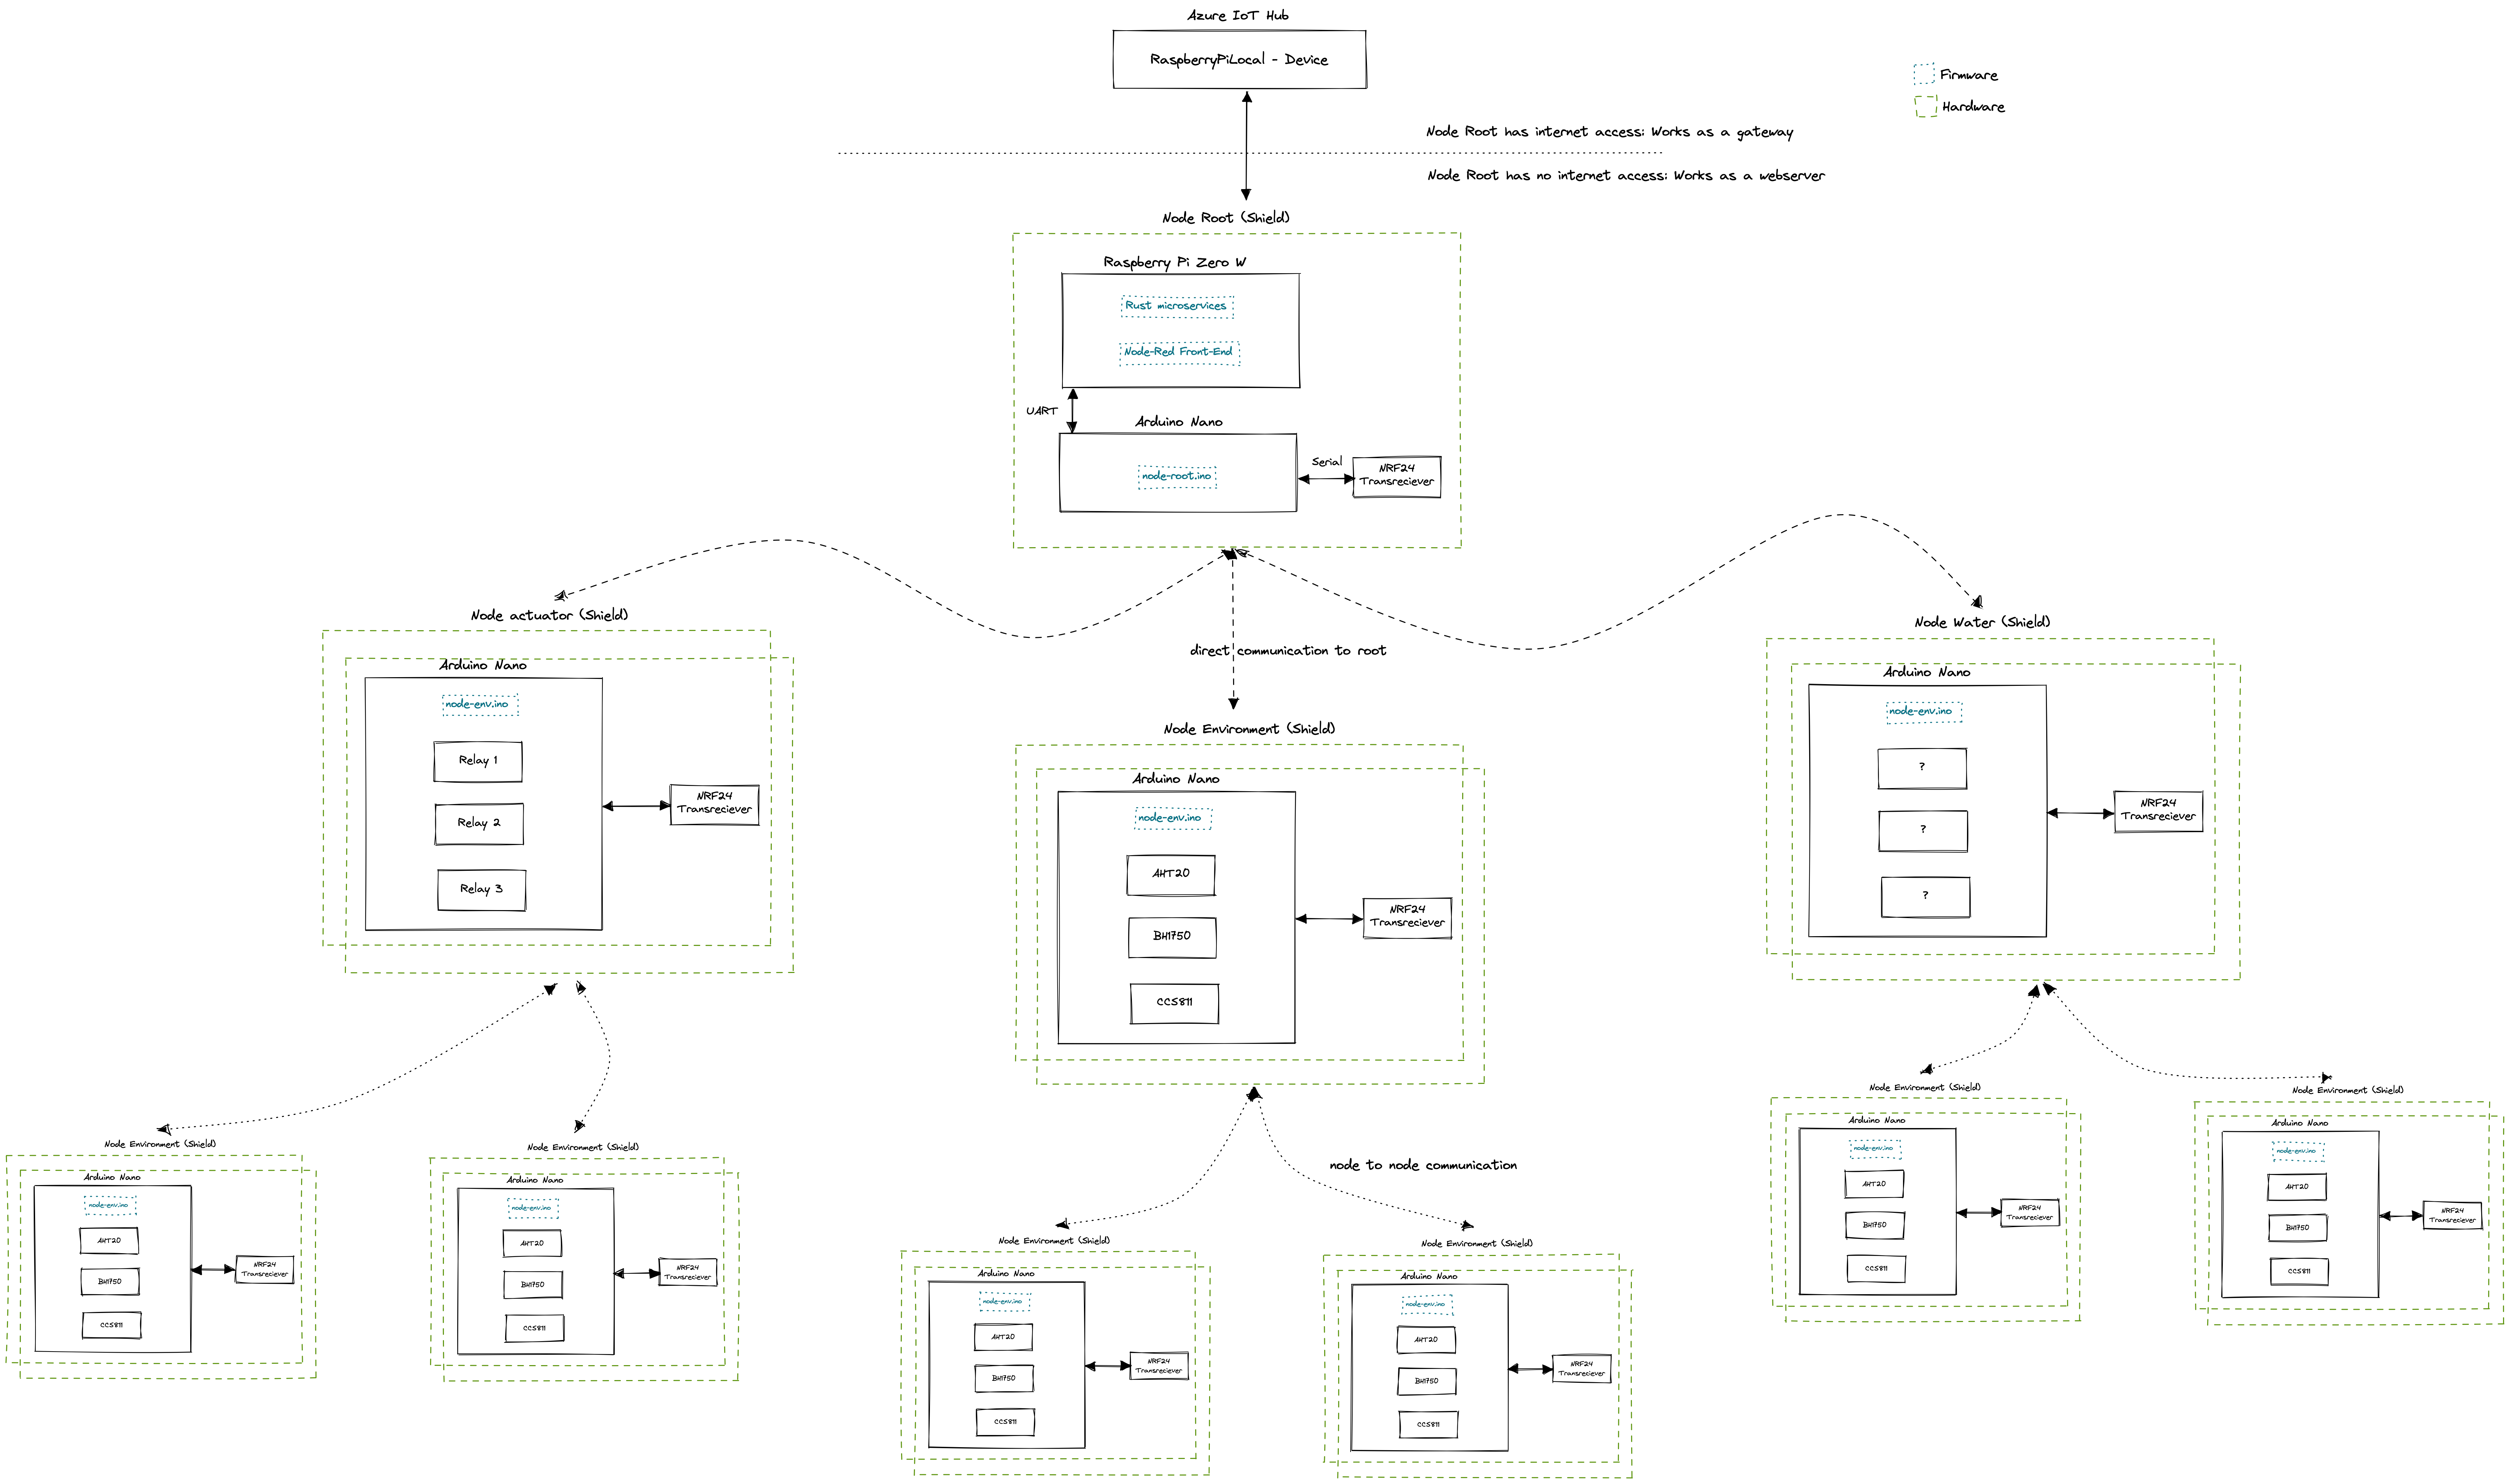 Azure IoT Hub
RaspberryPiLocal - Device
Firmware
Hardware
Node Root has internet access: Works as a gateway
Node Root has no internet access: Works as a webserver
Node Root (Shield)
Raspberry Pi Zero W
Rust microservices
Node-Red Front-End
UART
Arduino Nano
node-root.ino
Serial
NRF24
Transreciever
direct communication to root
Node actuator (Shield)
Arduino Nano
node-env.ino
Relay 1
Relay 2
Relay 3
NRF24
Transreciever
Node Environment (Shield)
Arduino Nano
node-env.ino
AHT20
BH1750
CCS811
NRF24
Transreciever
Node Water (Shield)
Arduino Nano
node-env.ino
?
?
?
NRF24
Transreciever
Node Environment (Shield)
Arduino Nano
node-env.ino
AHT20
BH1750
CCS811
NRF24
Transreciever
Node Environment (Shield)
Arduino Nano
node-env.ino
AHT20
BH1750
CCS811
NRF24
Transreciever
node to node communication
Node Environment (Shield)
Arduino Nano
node-env.ino
AHT20
BH1750
CCS811
NRF24
Transreciever
Node Environment (Shield)
Arduino Nano
node-env.ino
AHT20
BH1750
CCS811
NRF24
Transreciever
Node Environment (Shield)
Arduino Nano
node-env.ino
AHT20
BH1750
CCS811
NRF24
Transreciever
Node Environment (Shield)
Arduino Nano
node-env.ino
AHT20
BH1750
CCS811
NRF24
Transreciever